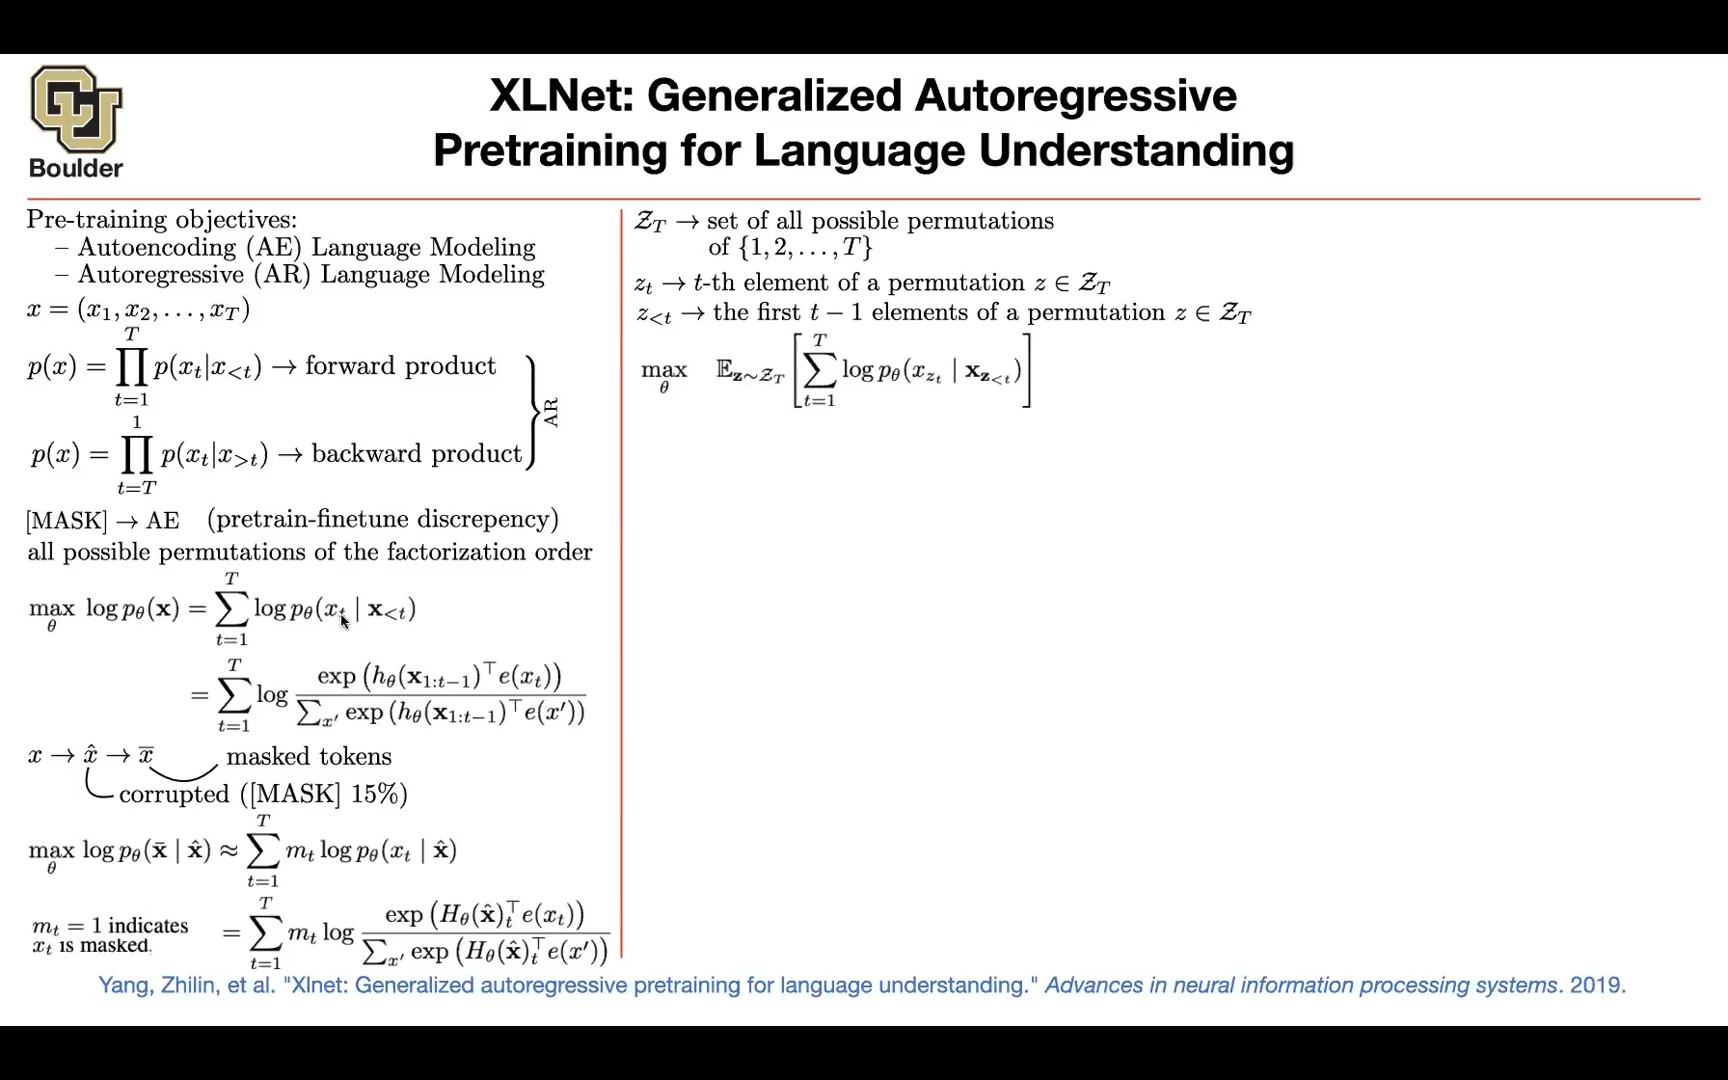 Boulder
XLNet: Generalized Autoregressive
Pretraining for Language Understanding
Pre-training objectives:
– Autoencoding (AE) Language Modeling
– Autoregressive (AR) Language Modeling
x = (x₁, x₂, . . . , x_T)
p(x) = ∏_{t=1}^{T} p(x_t|x_{<t}) → forward product
p(x) = ∏_{t=T}^{1} p(x_t|x_{>t}) → backward product
AR
[MASK] → AE (pretrain-finetune discrepency)
all possible permutations of the factorization order
max_θ log p_θ(𝐱) = ∑_{t=1}^{T} log p_θ(x_t | 𝐱_{<t})
= ∑_{t=1}^{T} log exp(h_θ(𝐱_{1:t−1})^⊤ e(x_t)) / ∑_{x′} exp(h_θ(𝐱_{1:t−1})^⊤ e(x′))
x → x̂ → x̅ masked tokens
corrupted ([MASK] 15%)
max_θ log p_θ(𝐱̄ | 𝐱̂) ≈ ∑_{t=1}^{T} m_t log p_θ(x_t | 𝐱̂)
m_t = 1 indicates
x_t is masked.
= ∑_{t=1}^{T} m_t log exp(H_θ(𝐱̂)_t^⊤ e(x_t)) / ∑_{x′} exp(H_θ(𝐱̂)_t^⊤ e(x′))
𝒵_T → set of all possible permutations
of {1, 2, . . . , T}
z_t → t-th element of a permutation z ∈ 𝒵_T
z_{<t} → the first t − 1 elements of a permutation z ∈ 𝒵_T
max_θ 𝔼_{𝐳∼𝒵_T} [∑_{t=1}^{T} log p_θ(x_{z_t} | 𝐱_{𝐳_{<t}})]
Yang, Zhilin, et al. "Xlnet: Generalized autoregressive pretraining for language understanding." Advances in neural information processing systems. 2019.